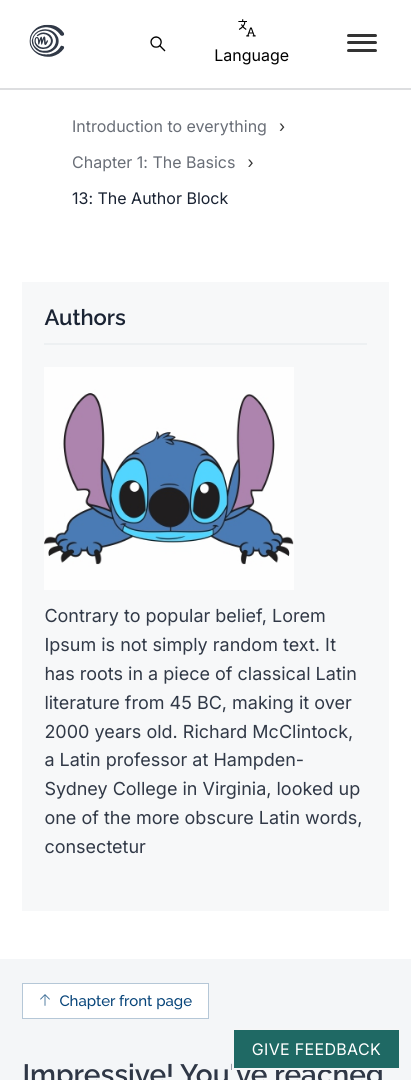 Language
Introduction to everything ›
Chapter 1: The Basics ›
13: The Author Block
Authors
Contrary to popular belief, Lorem
Ipsum is not simply random text. It
has roots in a piece of classical Latin
literature from 45 BC, making it over
2000 years old. Richard McClintock,
a Latin professor at Hampden-
Sydney College in Virginia, looked up
one of the more obscure Latin words,
consectetur
↑ Chapter front page
GIVE FEEDBACK
Impressive! You've reached